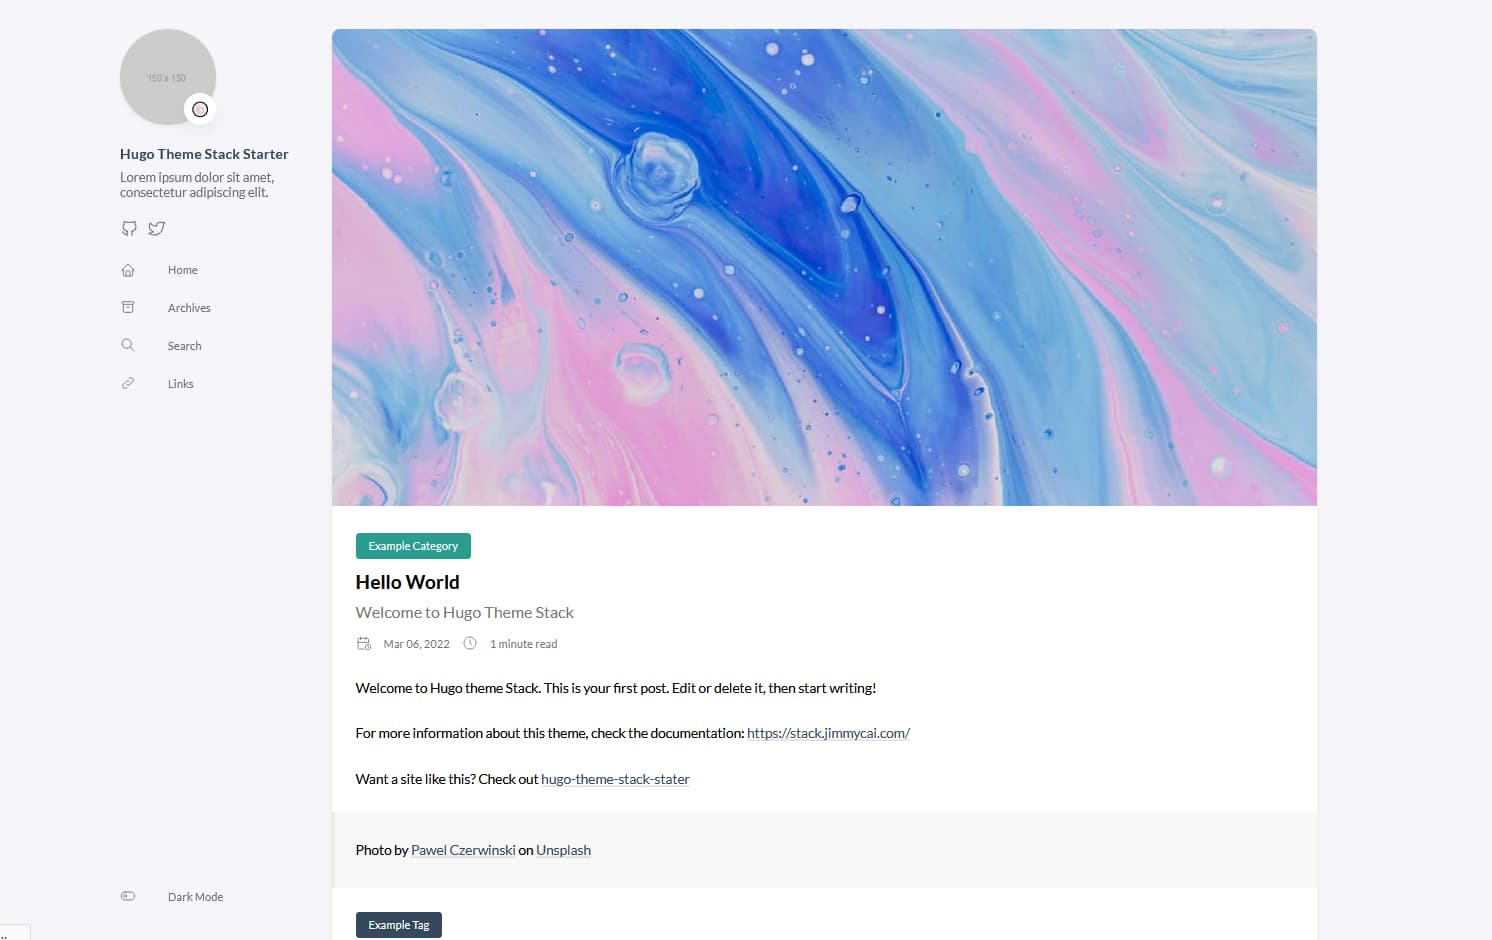 150 x 150
Hugo Theme Stack Starter
Lorem ipsum dolor sit amet,
consectetur adipiscing elit.
Home
Archives
Search
Links
Dark Mode
Example Category
Hello World
Welcome to Hugo Theme Stack
Mar 06, 2022
1 minute read
Welcome to Hugo theme Stack. This is your first post. Edit or delete it, then start writing!
For more information about this theme, check the documentation: https://stack.jimmycai.com/
Want a site like this? Check out hugo-theme-stack-stater
Photo by Pawel Czerwinski on Unsplash
Example Tag